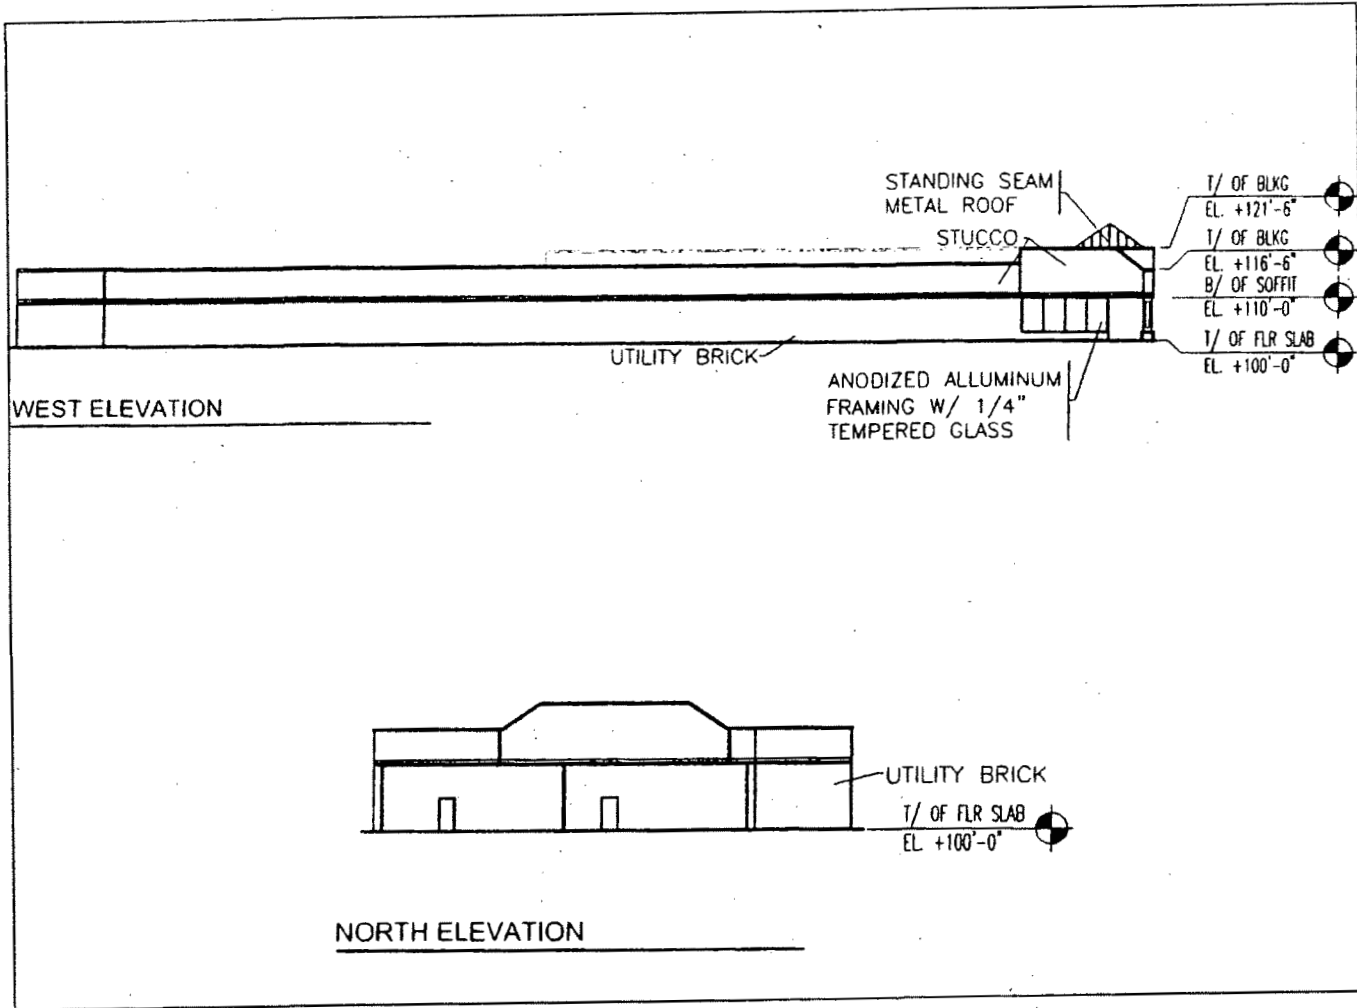 STANDING SEAM
METAL ROOF
STUCCO
T/ OF BLKG
EL. +121'-6"
T/ OF BLKG
EL. +116'-6"
B/ OF SOFFIT
EL. +110'-0"
T/ OF FLR SLAB
EL. +100'-0"
UTILITY BRICK
ANODIZED ALLUMINUM
FRAMING W/ 1/4"
TEMPERED GLASS
WEST ELEVATION
UTILITY BRICK
T/ OF FLR SLAB
EL. +100'-0"
NORTH ELEVATION